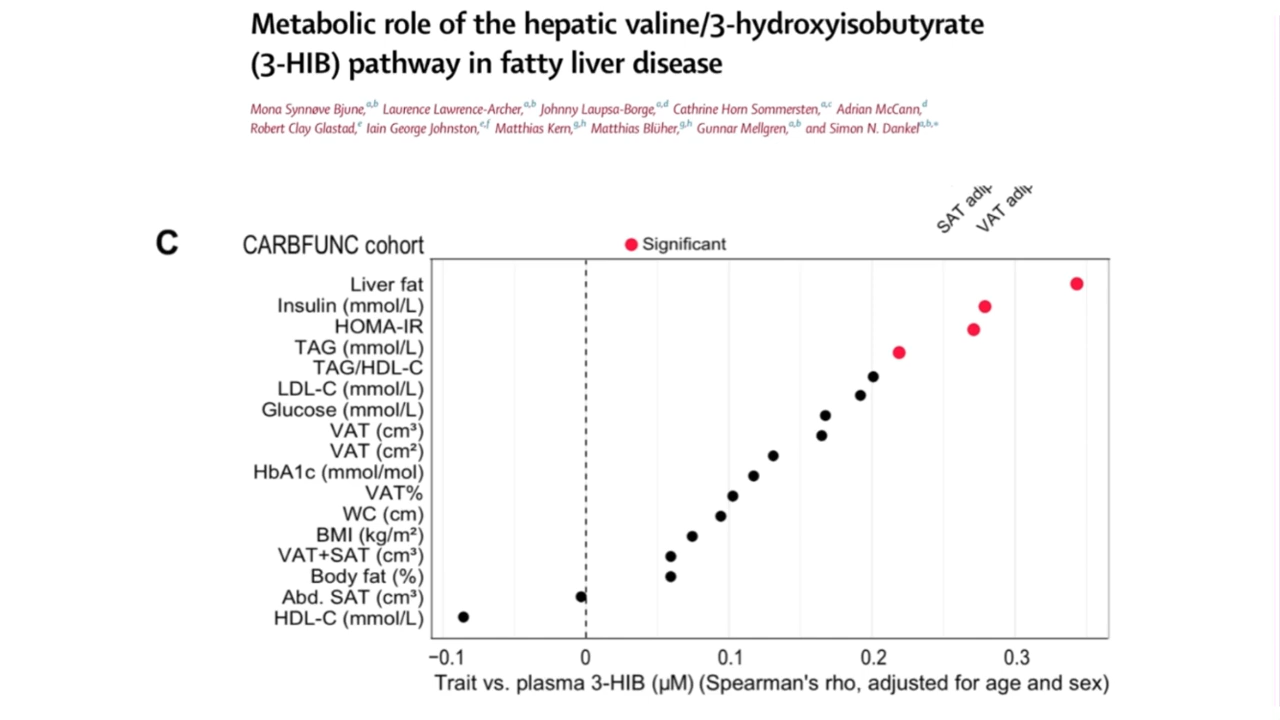 Metabolic role of the hepatic valine/3-hydroxyisobutyrate
(3-HIB) pathway in fatty liver disease
Mona Synnøve Bjune,a,b Laurence Lawrence-Archer,a,b Johnny Laupsa-Borge,a,d Cathrine Horn Sommersten,a,c Adrian McCann,d
Robert Clay Glastad,e Iain George Johnston,e,f Matthias Kern,g,h Matthias Blüher,g,h Gunnar Mellgren,a,b and Simon N. Dankela,b,*
SAT
VAT
C
CARBFUNC cohort
Significant
Liver fat
Insulin (mmol/L)
HOMA-IR
TAG (mmol/L)
TAG/HDL-C
LDL-C (mmol/L)
Glucose (mmol/L)
VAT (cm³)
VAT (cm²)
HbA1c (mmol/mol)
VAT%
WC (cm)
BMI (kg/m²)
VAT+SAT (cm³)
Body fat (%)
Abd. SAT (cm³)
HDL-C (mmol/L)
−0.1 0 0.1 0.2 0.3
Trait vs. plasma 3-HIB (µM) (Spearman's rho, adjusted for age and sex)